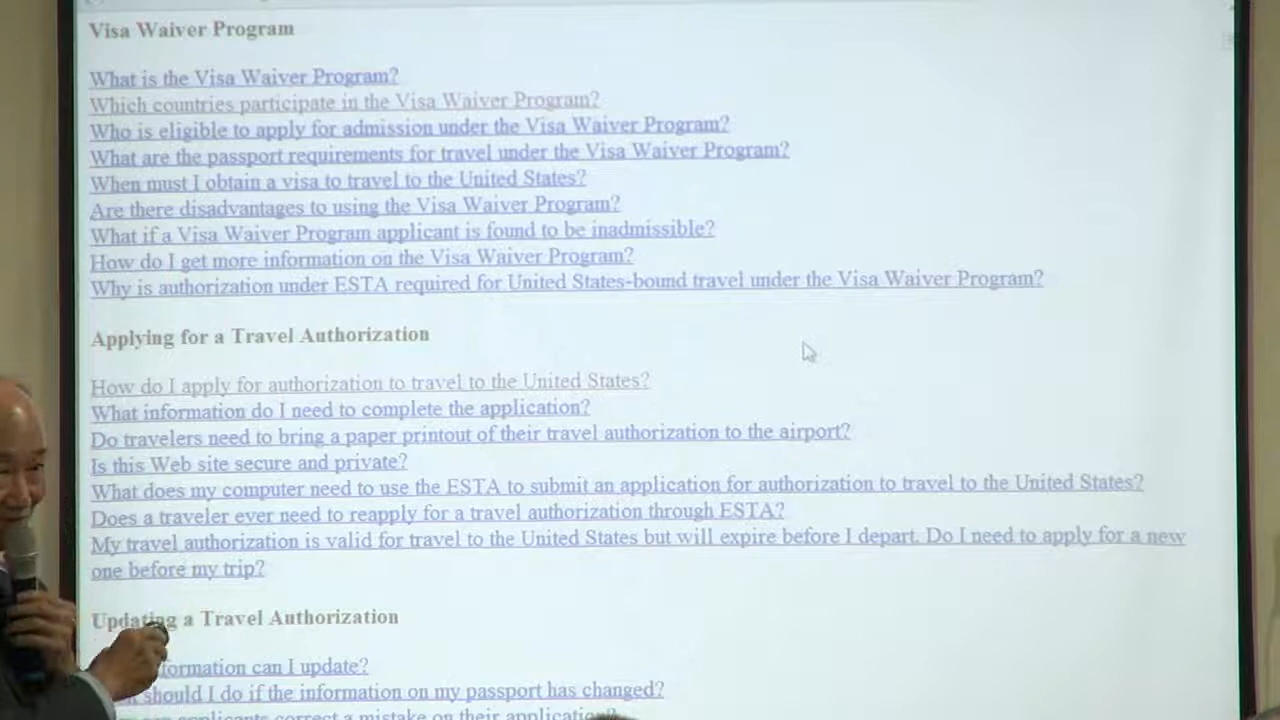 Visa Waiver Program
What is the Visa Waiver Program?
Which countries participate in the Visa Waiver Program?
Who is eligible to apply for admission under the Visa Waiver Program?
What are the passport requirements for travel under the Visa Waiver Program?
When must I obtain a visa to travel to the United States?
Are there disadvantages to using the Visa Waiver Program?
What if a Visa Waiver Program applicant is found to be inadmissible?
How do I get more information on the Visa Waiver Program?
Why is authorization under ESTA required for United States-bound travel under the Visa Waiver Program?
Applying for a Travel Authorization
How do I apply for authorization to travel to the United States?
What information do I need to complete the application?
Do travelers need to bring a paper printout of their travel authorization to the airport?
Is this Web site secure and private?
What does my computer need to use the ESTA to submit an application for authorization to travel to the United States?
Does a traveler ever need to reapply for a travel authorization through ESTA?
My travel authorization is valid for travel to the United States but will expire before I depart. Do I need to apply for a new
one before my trip?
Updating a Travel Authorization
formation can I update?
should I do if the information on my passport has changed?
applicants correct a mistake on their application?